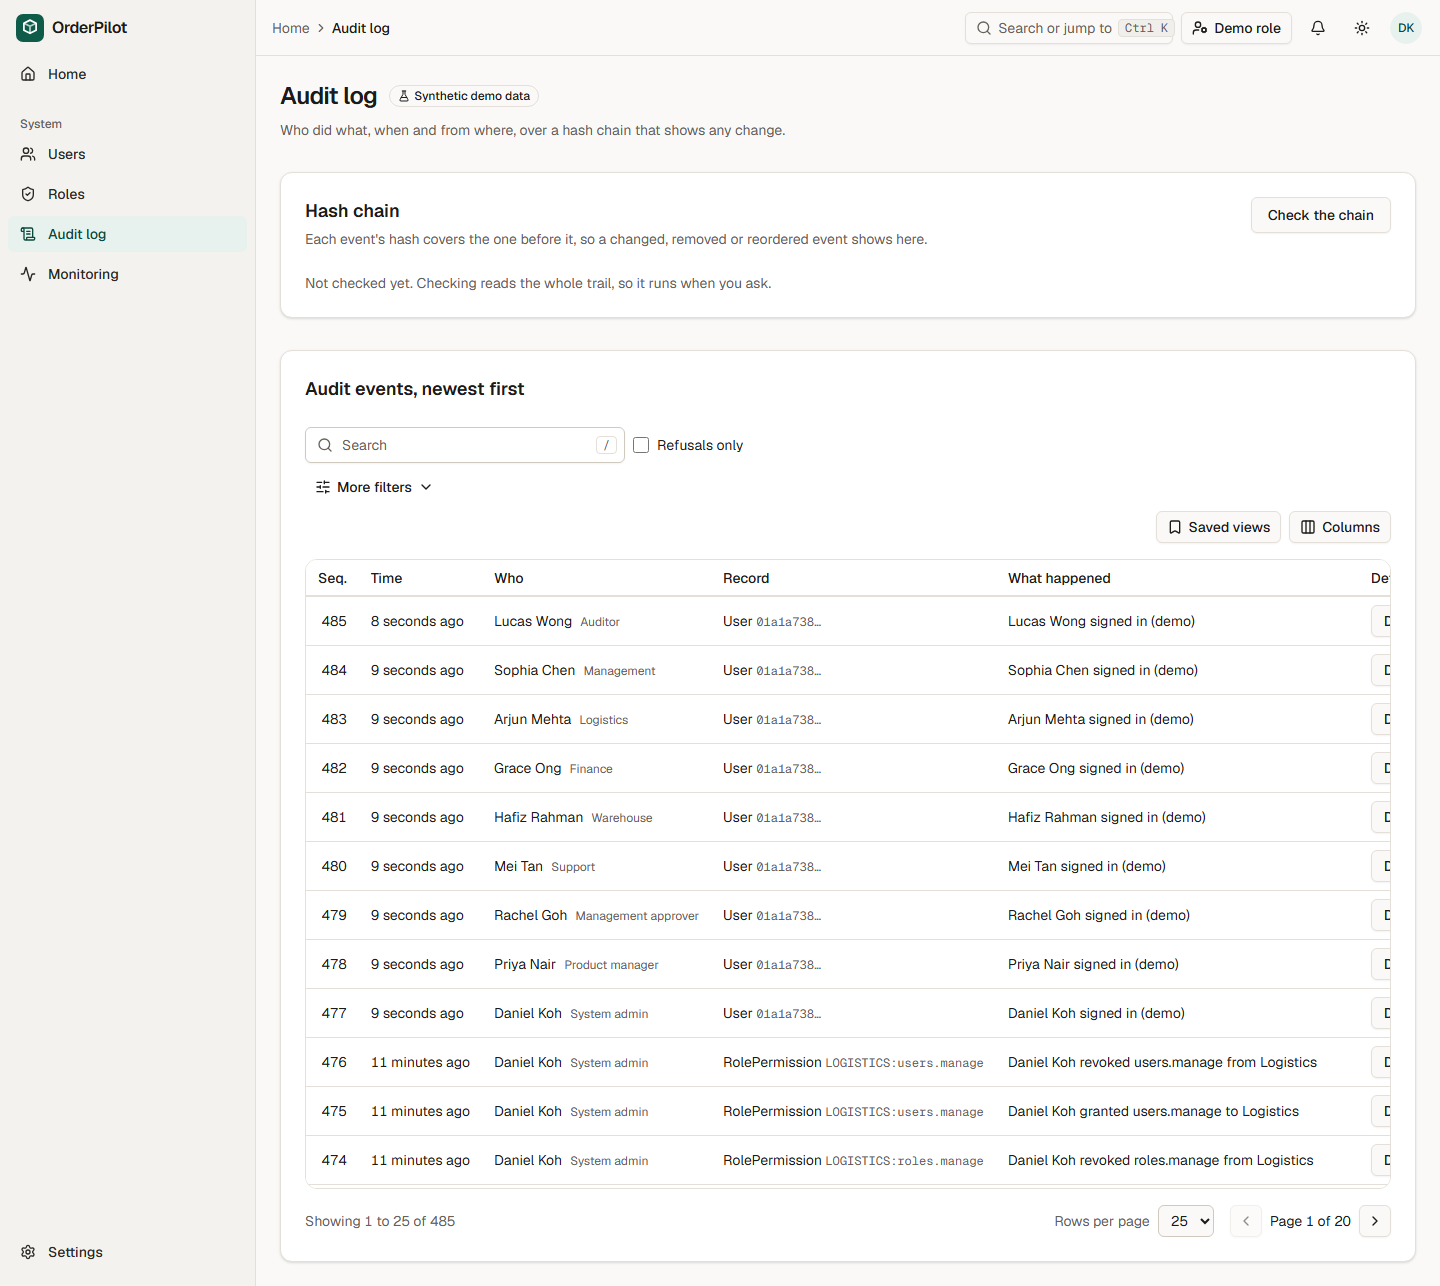 OrderPilot
Home
System
Users
Roles
Audit log
Monitoring
Settings
Home > Audit log
Search or jump to Ctrl K
Demo role
DK
Audit log
Synthetic demo data
Who did what, when and from where, over a hash chain that shows any change.
Hash chain
Check the chain
Each event's hash covers the one before it, so a changed, removed or reordered event shows here.
Not checked yet. Checking reads the whole trail, so it runs when you ask.
Audit events, newest first
Search /
Refusals only
More filters
Saved views
Columns
Seq. Time Who Record What happened
485 8 seconds ago Lucas Wong Auditor User 01a1a738… Lucas Wong signed in (demo)
484 9 seconds ago Sophia Chen Management User 01a1a738… Sophia Chen signed in (demo)
483 9 seconds ago Arjun Mehta Logistics User 01a1a738… Arjun Mehta signed in (demo)
482 9 seconds ago Grace Ong Finance User 01a1a738… Grace Ong signed in (demo)
481 9 seconds ago Hafiz Rahman Warehouse User 01a1a738… Hafiz Rahman signed in (demo)
480 9 seconds ago Mei Tan Support User 01a1a738… Mei Tan signed in (demo)
479 9 seconds ago Rachel Goh Management approver User 01a1a738… Rachel Goh signed in (demo)
478 9 seconds ago Priya Nair Product manager User 01a1a738… Priya Nair signed in (demo)
477 9 seconds ago Daniel Koh System admin User 01a1a738… Daniel Koh signed in (demo)
476 11 minutes ago Daniel Koh System admin RolePermission LOGISTICS:users.manage Daniel Koh revoked users.manage from Logistics
475 11 minutes ago Daniel Koh System admin RolePermission LOGISTICS:users.manage Daniel Koh granted users.manage to Logistics
474 11 minutes ago Daniel Koh System admin RolePermission LOGISTICS:roles.manage Daniel Koh revoked roles.manage from Logistics
Showing 1 to 25 of 485
Rows per page 25
Page 1 of 20